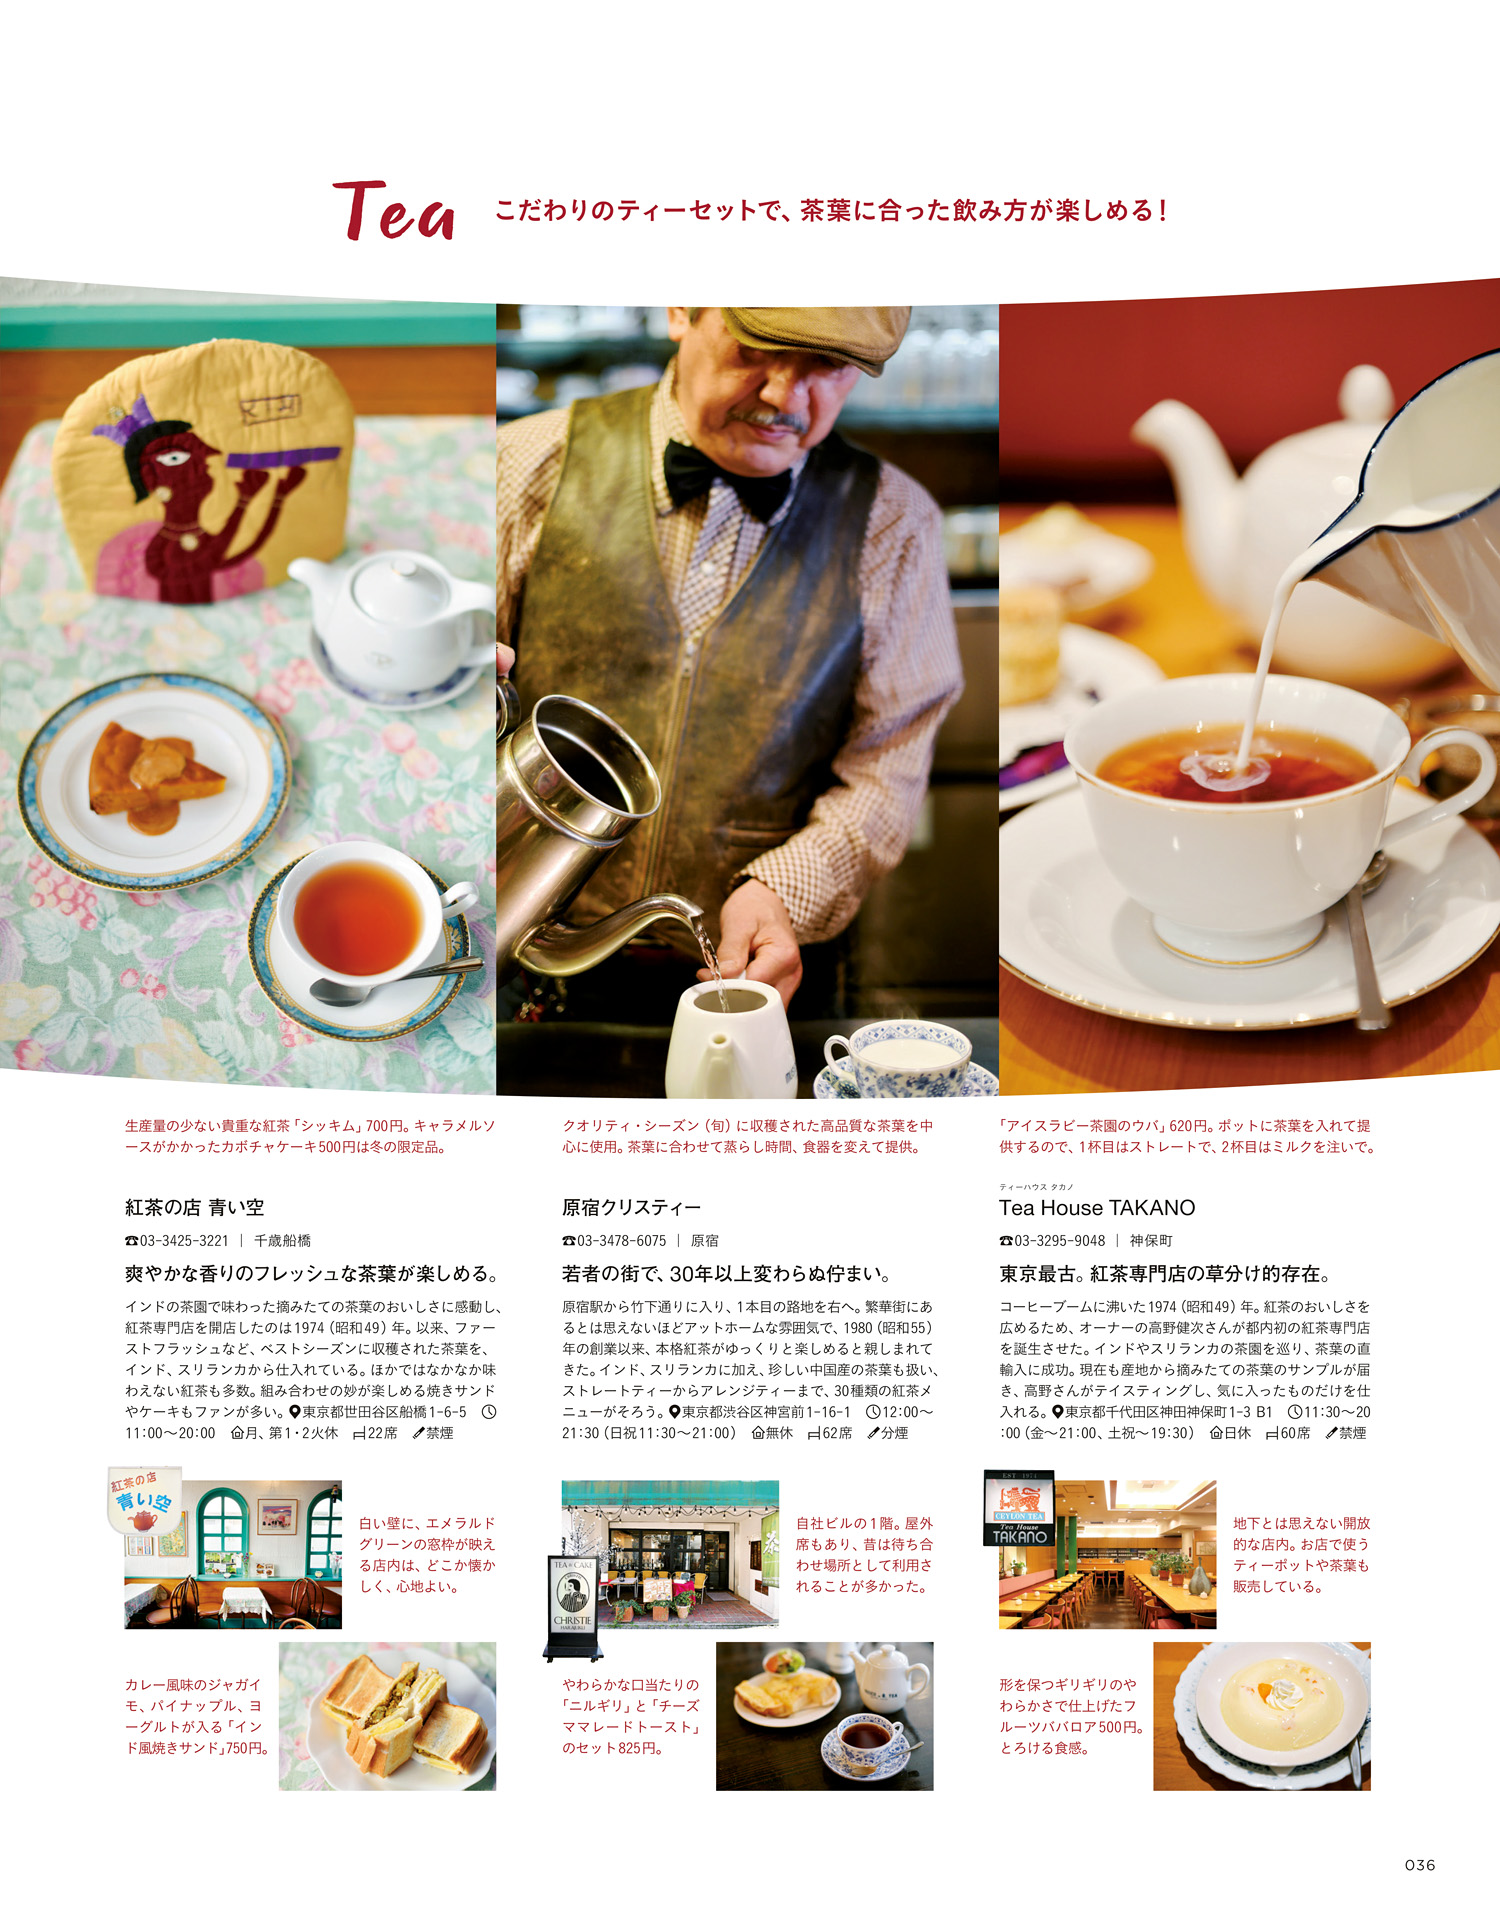 Tea
こだわりのティーセットで、茶葉に合った飲み方が楽しめる！
生産量の少ない貴重な紅茶「シッキム」700円。キャラメルソ
ースがかかったカボチャケーキ500円は冬の限定品。
紅茶の店 青い空
☎03-3425-3221 ｜ 千歳船橋
爽やかな香りのフレッシュな茶葉が楽しめる。
インドの茶園で味わった摘みたての茶葉のおいしさに感動し、
紅茶専門店を開店したのは1974（昭和49）年。以来、ファー
ストフラッシュなど、ベストシーズンに収穫された茶葉を、
インド、スリランカから仕入れている。ほかではなかなか味
わえない紅茶も多数。組み合わせの妙が楽しめる焼きサンド
やケーキもファンが多い。東京都世田谷区船橋1-6-5
11:00〜20:00 月、第1・2火休 22席 禁煙
紅茶の店
青い空
白い壁に、エメラルド
グリーンの窓枠が映え
る店内は、どこか懐か
しく、心地よい。
カレー風味のジャガイ
モ、パイナップル、ヨ
ーグルトが入る「イン
ド風焼きサンド」750円。
クオリティ・シーズン（旬）に収穫された高品質な茶葉を中
心に使用。茶葉に合わせて蒸らし時間、食器を変えて提供。
原宿クリスティー
☎03-3478-6075 ｜ 原宿
若者の街で、30年以上変わらぬ佇まい。
原宿駅から竹下通りに入り、1本目の路地を右へ。繁華街にあ
るとは思えないほどアットホームな雰囲気で、1980（昭和55）
年の創業以来、本格紅茶がゆっくりと楽しめると親しまれて
きた。インド、スリランカに加え、珍しい中国産の茶葉も扱い、
ストレートティーからアレンジティーまで、30種類の紅茶メ
ニューがそろう。東京都渋谷区神宮前1-16-1 12:00〜
21:30（日祝11:30〜21:00） 無休 62席 分煙
TEA & CAKE
CHRISTIE
HARAJUKU
自社ビルの1階。屋外
席もあり、昔は待ち合
わせ場所として利用さ
れることが多かった。
やわらかな口当たりの
「ニルギリ」と「チーズ
ママレードトースト」
のセット825円。
「アイスラビー茶園のウバ」620円。ポットに茶葉を入れて提
供するので、1杯目はストレートで、2杯目はミルクを注いで。
ティーハウス タカノ
Tea House TAKANO
☎03-3295-9048 ｜ 神保町
東京最古。紅茶専門店の草分け的存在。
コーヒーブームに沸いた1974（昭和49）年。紅茶のおいしさを
広めるため、オーナーの高野健次さんが都内初の紅茶専門店
を誕生させた。インドやスリランカの茶園を巡り、茶葉の直
輸入に成功。現在も産地から摘みたての茶葉のサンプルが届
き、高野さんがテイスティングし、気に入ったものだけを仕
入れる。東京都千代田区神田神保町1-3 B1 11:30〜20
:00（金〜21:00、土祝〜19:30） 日休 60席 禁煙
EST 1974
CEYLON TEA
Tea House
TAKANO
地下とは思えない開放
的な店内。お店で使う
ティーポットや茶葉も
販売している。
形を保つギリギリのや
わらかさで仕上げたフ
ルーツババロア500円。
とろける食感。
036